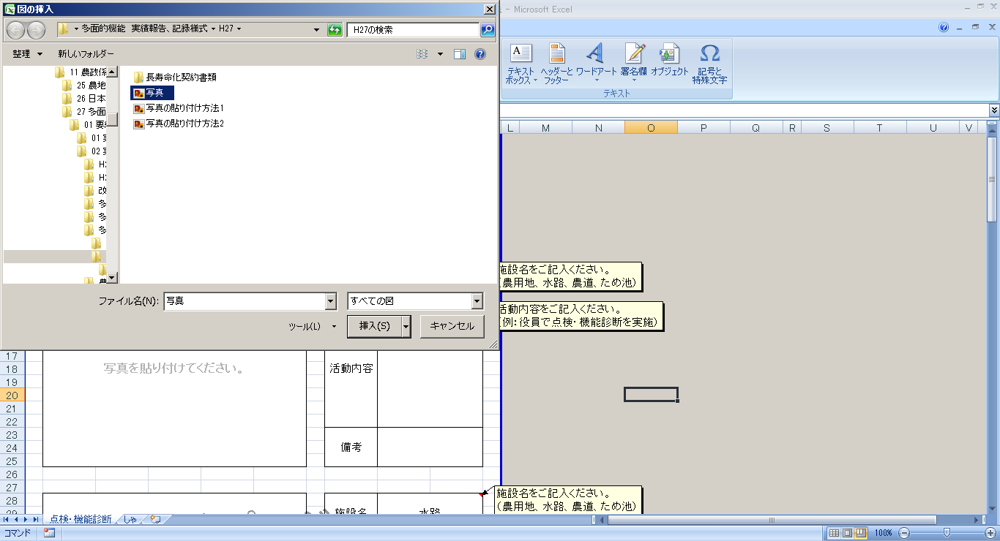 図の挿入
- Microsoft Excel
多面的機能 実績報告、記録様式 ▸ H27
H27の検索
整理
新しいフォルダー
テキスト
ボックス
ヘッダーと
フッター
ワードアート
署名欄
オブジェクト
記号と
特殊文字
テキスト
11 農政係
25 農地
26 日本
27 多面
01 要
01
02
改
多
多
多
長寿命化契約書類
写真
写真の貼り付け方法1
写真の貼り付け方法2
L M N O P Q R S T U V
施設名をご記入ください。
(農用地、水路、農道、ため池)
活動内容をご記入ください。
(例:役員で点検・機能診断を実施)
ファイル名(N):
写真
すべての図
ツール(L)
挿入(S)
キャンセル
17
18
19
20
21
22
23
24
25
26
27
28
29
写真を貼り付けてください。
活動内容
備考
施設名
水路
施設名をご記入ください。
(農用地、水路、農道、ため池)
点検・機能診断
しゃ
コマンド
100%